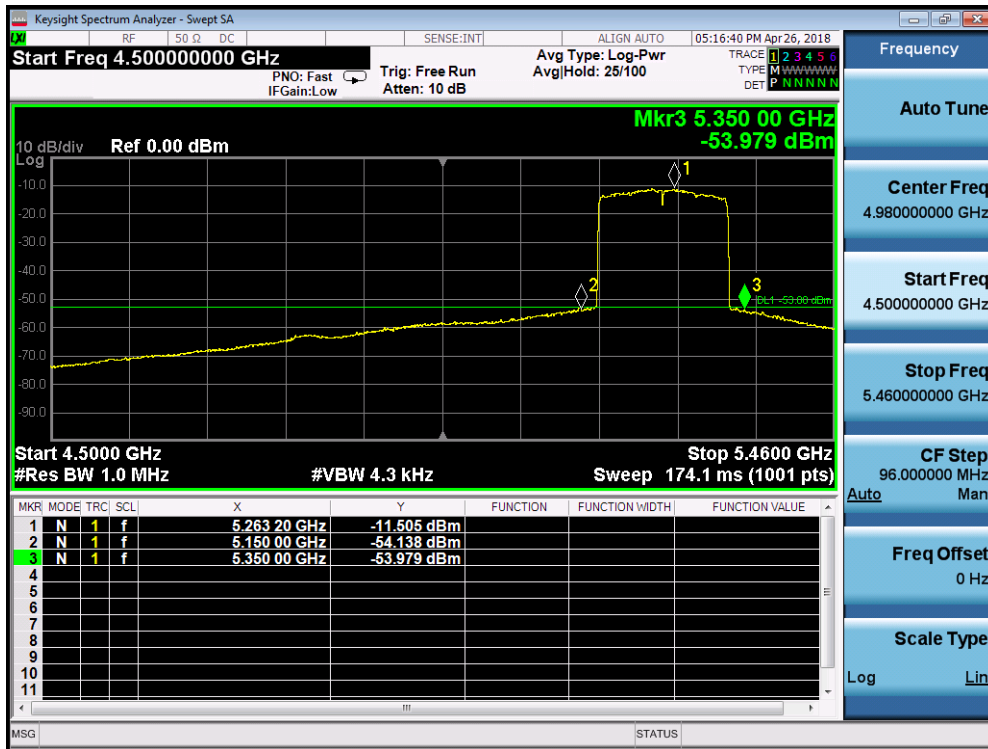 Keysight Spectrum Analyzer - Swept SA
LXI RF 50 Ω DC SENSE:INT ALIGN AUTO 05:16:40 PM Apr 26, 2018
Start Freq 4.500000000 GHz
PNO: Fast
IFGain:Low
Trig: Free Run
Atten: 10 dB
Avg Type: Log-Pwr
Avg|Hold: 25/100
TRACE 1 2 3 4 5 6
TYPE M W W W W W
DET P N N N N N
Mkr3 5.350 00 GHz
-53.979 dBm
10 dB/div Ref 0.00 dBm
Log
-10.0
-20.0
-30.0
-40.0
-50.0
-60.0
-70.0
-80.0
-90.0
1
2
3
DL1 -53.00 dBm
Start 4.5000 GHz Stop 5.4600 GHz
#Res BW 1.0 MHz #VBW 4.3 kHz Sweep 174.1 ms (1001 pts)
MKR MODE TRC SCL X Y FUNCTION FUNCTION WIDTH FUNCTION VALUE
1 N 1 f 5.263 20 GHz -11.505 dBm
2 N 1 f 5.150 00 GHz -54.138 dBm
3 N 1 f 5.350 00 GHz -53.979 dBm
4
5
6
7
8
9
10
11
MSG STATUS
Frequency
Auto Tune
Center Freq
4.980000000 GHz
Start Freq
4.500000000 GHz
Stop Freq
5.460000000 GHz
CF Step
96.000000 MHz
Auto Man
Freq Offset
0 Hz
Scale Type
Log Lin